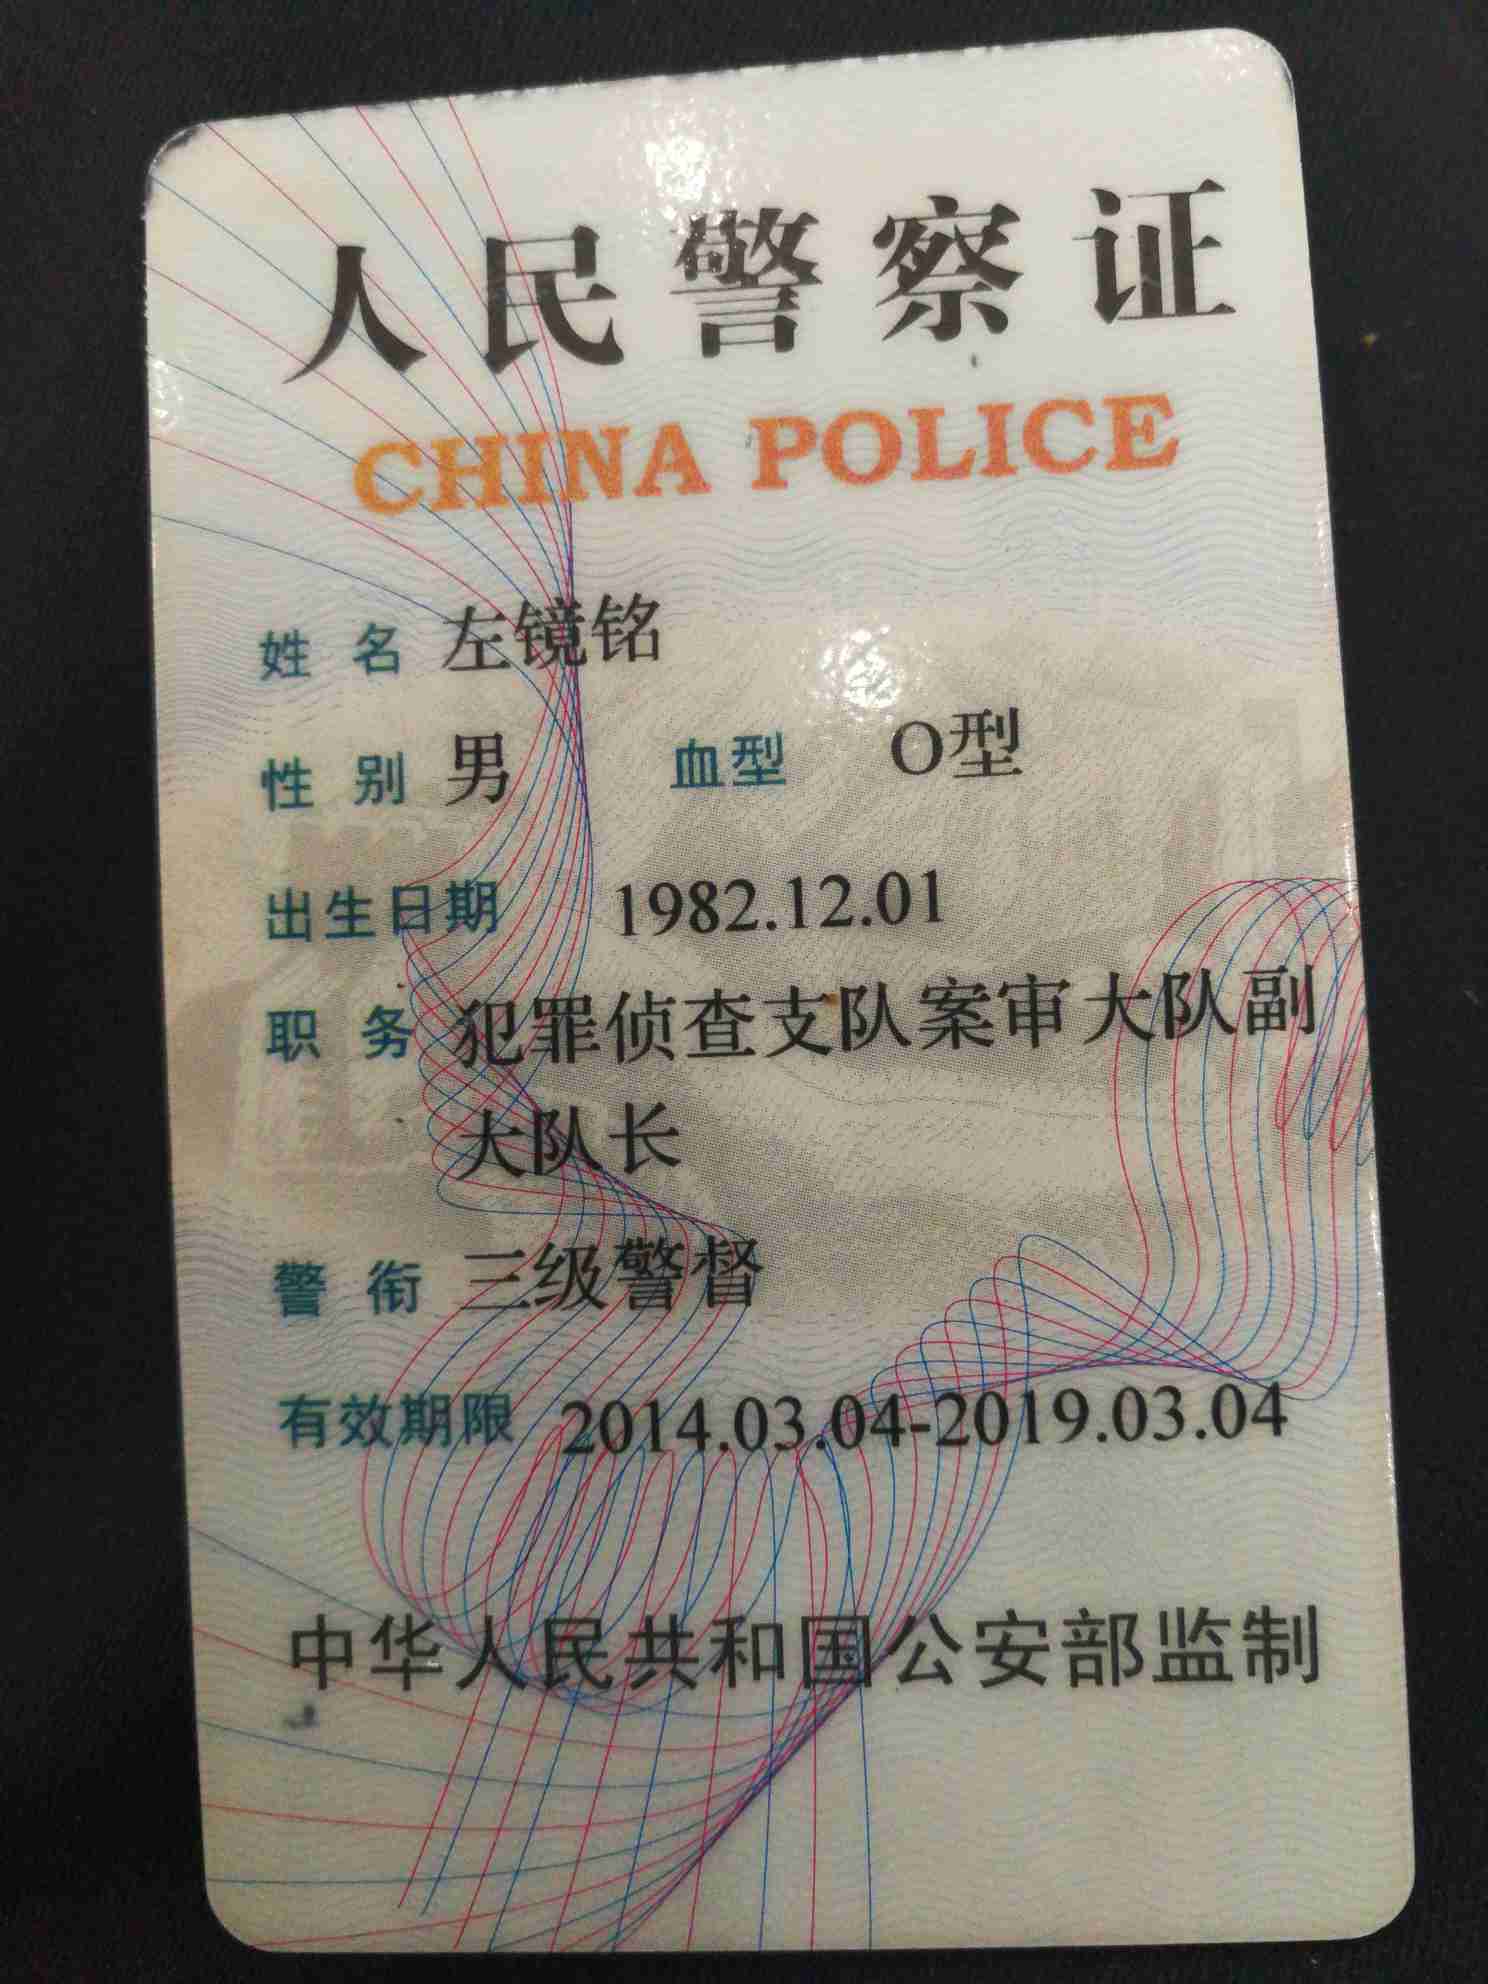 人民警察证
CHINA POLICE
姓 名 左镜铭
性 别 男 血型 O型
出生日期 1982.12.01
职 务 犯罪侦查支队案审大队副
大队长
警 衔 三级警督
有效期限 2014.03.04-2019.03.04
中华人民共和国公安部监制